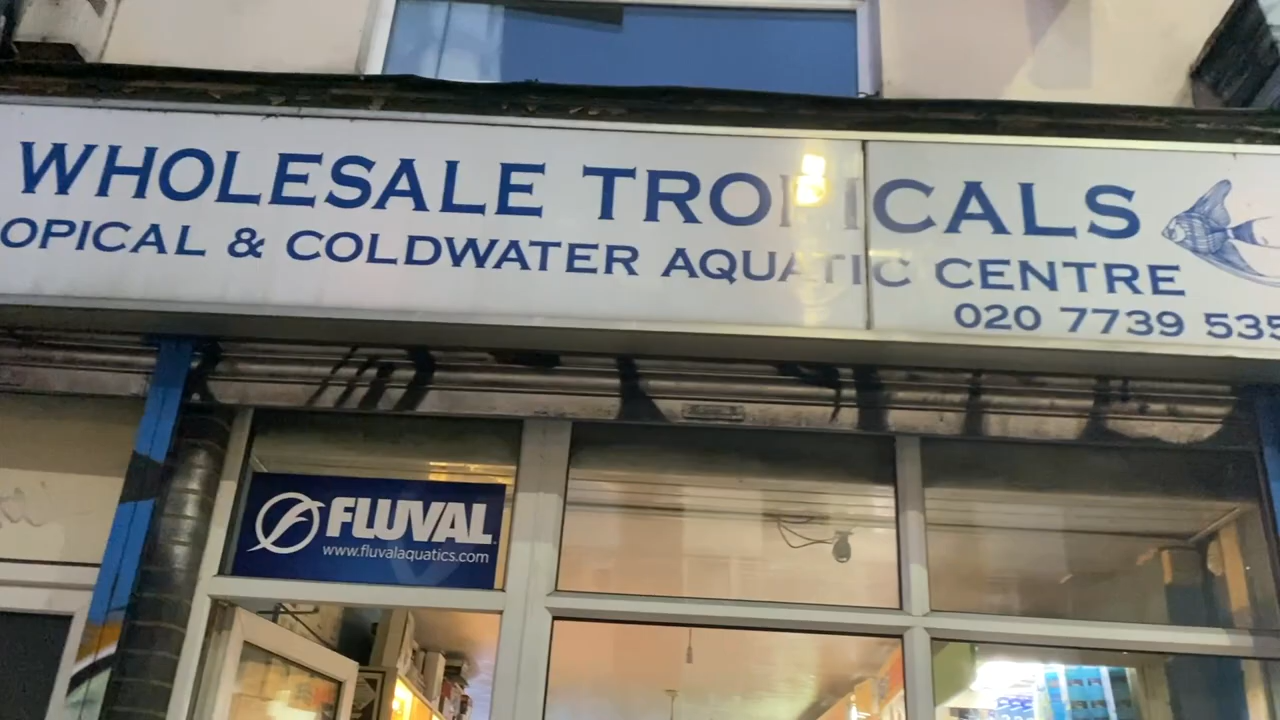 WHOLESALE TROPICALS
OPICAL & COLDWATER AQUATIC CENTRE
020 7739 535
FLUVAL
www.fluvalaquatics.com